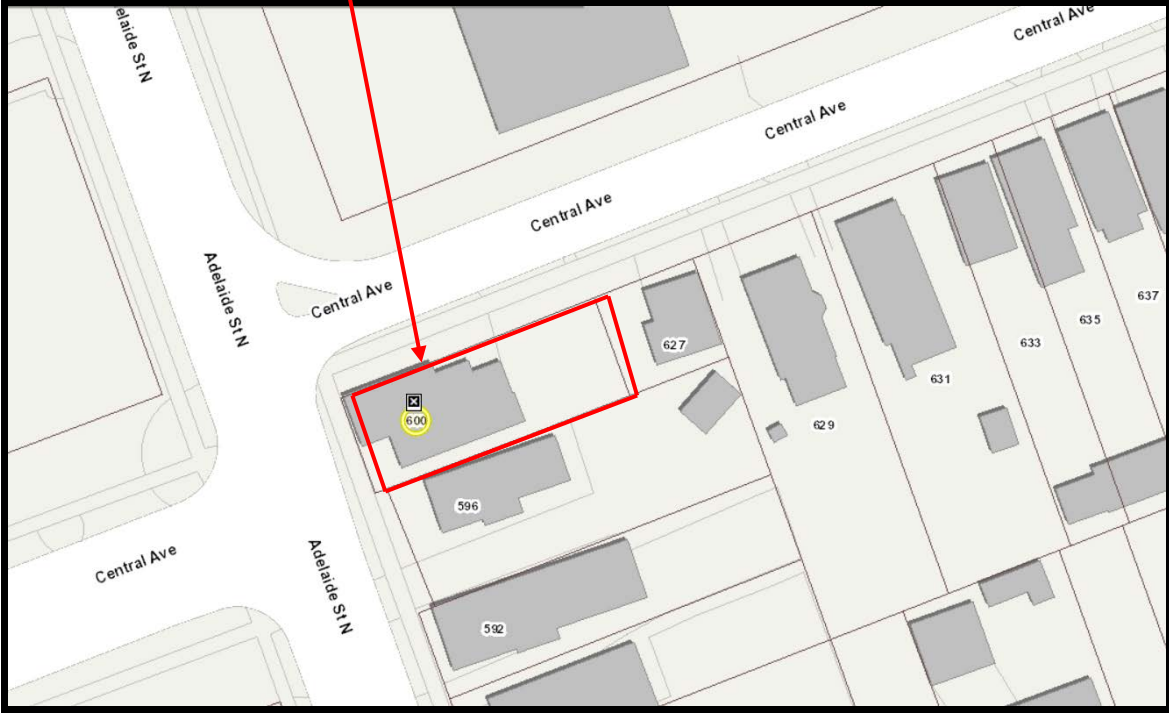 elaide St N
Central Ave
Central Ave
Central Ave
Adelaide St N
Central Ave
637
635
633
627
631
600
629
596
Central Ave
Adelaide St N
592